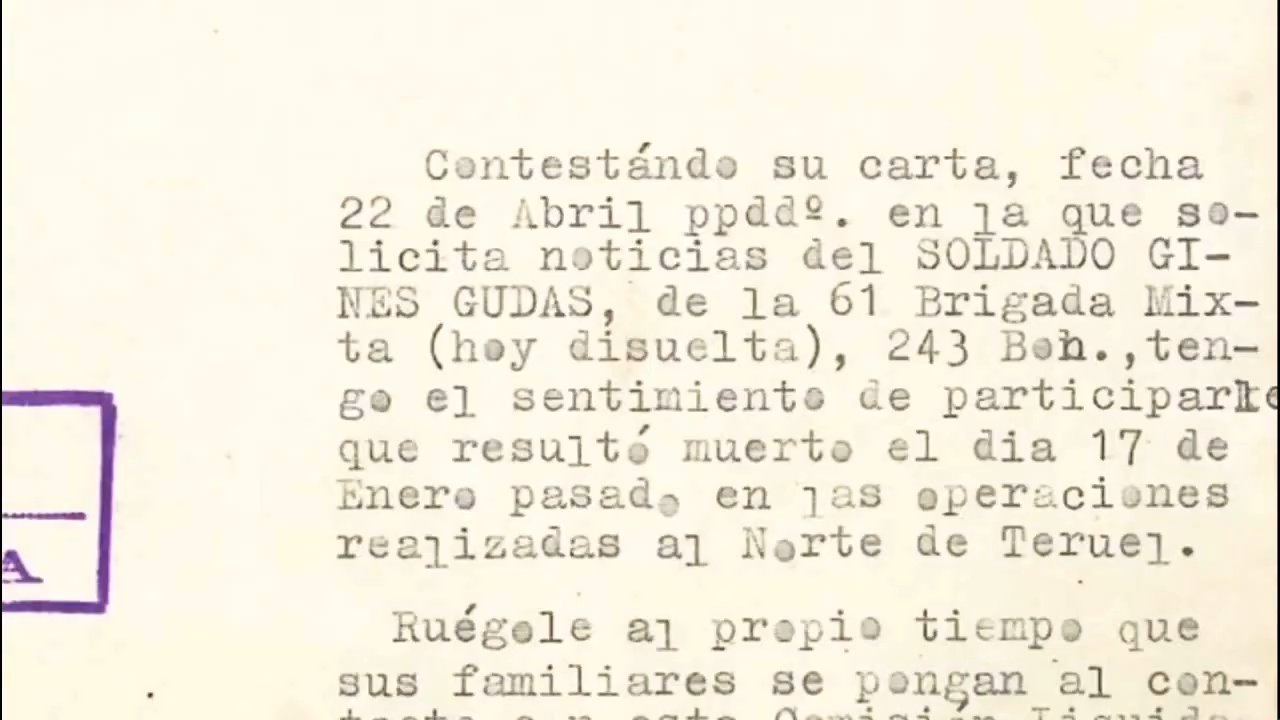 Contestándo su carta, fecha
22 de Abril ppddº. en la que so-
licita noticias del SOLDADO GI-
NES GUDAS, de la 61 Brigada Mix-
ta (hoy disuelta), 243 Bon.,ten-
go el sentimiento de participarle
que resultó muerto el dia 17 de
Enero pasado en las operaciones
realizadas al Norte de Teruel.
Ruégole al propio tiempo que
sus familiares se pongan al con-
A